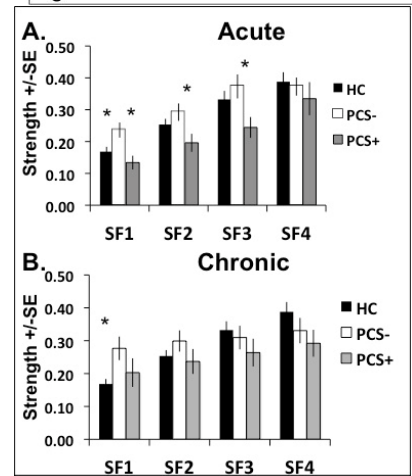 A. Acute
0.50
0.40
0.30
0.20
0.10
0.00
Strength +/-SE
* *
*
*
HC
PCS-
PCS+
SF1 SF2 SF3 SF4
B. Chronic
0.50
0.40
0.30
0.20
0.10
0.00
Strength +/-SE
*
HC
PCS-
PCS+
SF1 SF2 SF3 SF4